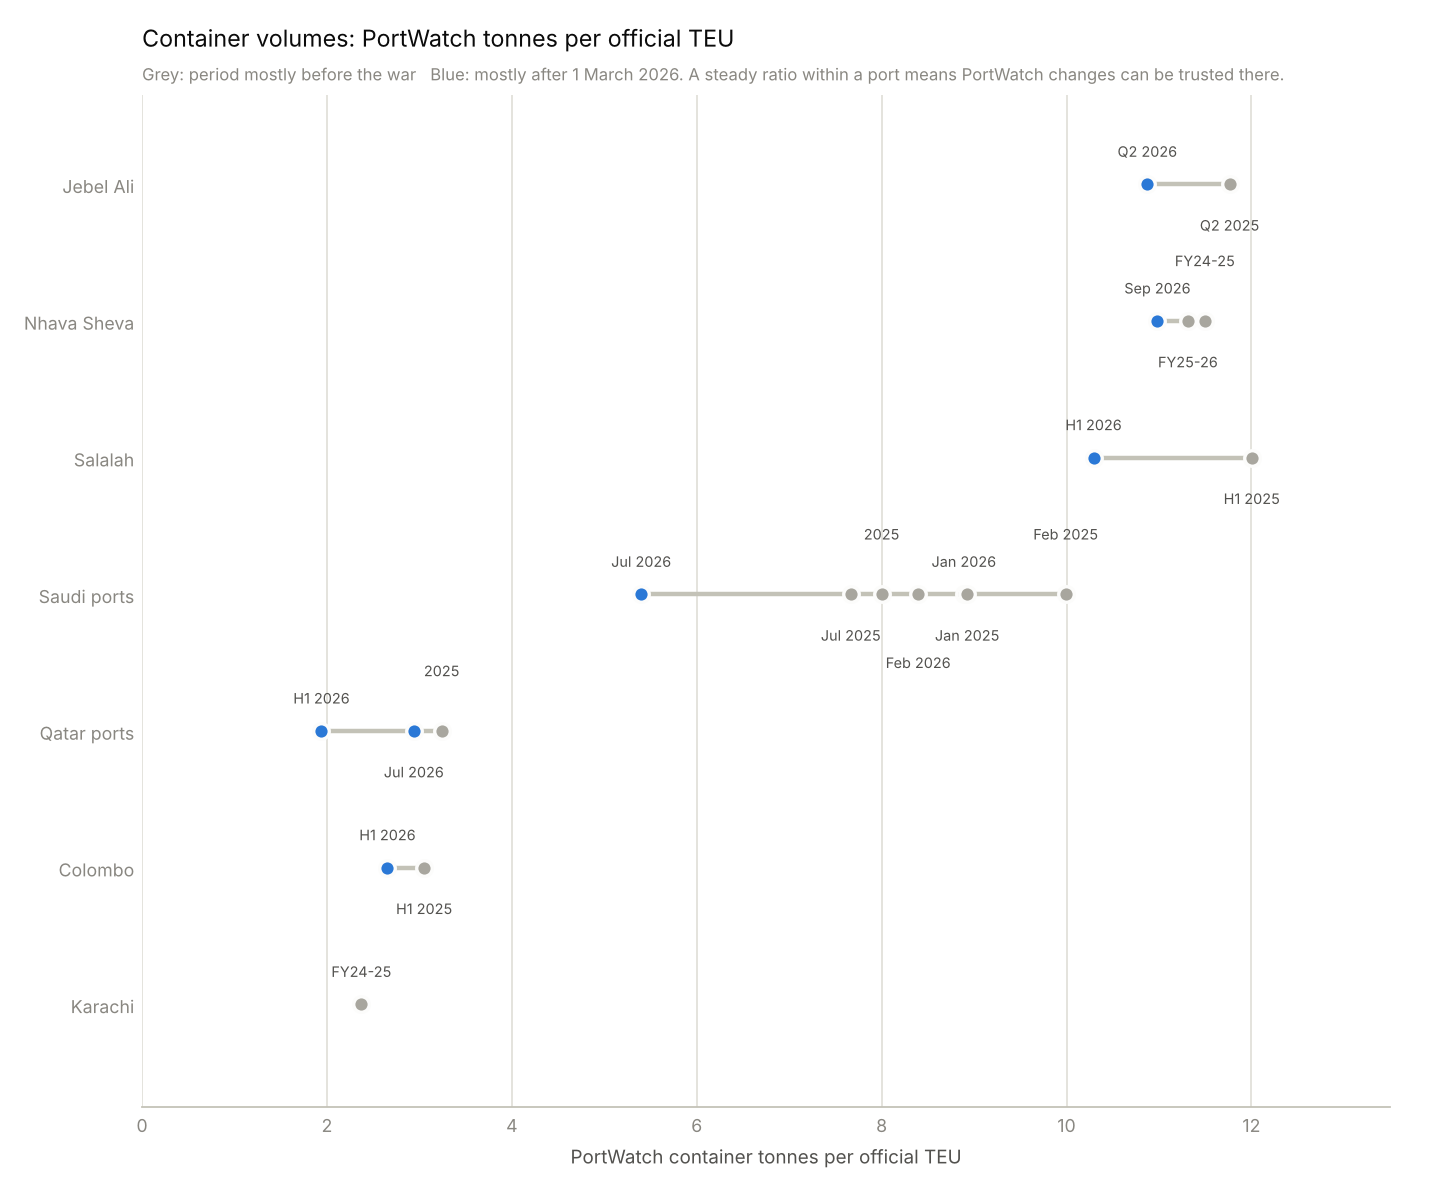 Container volumes: PortWatch tonnes per official TEU
Grey: period mostly before the war   Blue: mostly after 1 March 2026. A steady ratio within a port means PortWatch changes can be trusted there.
Q2 2026
Jebel Ali
Q2 2025
FY24-25
Sep 2026
Nhava Sheva
FY25-26
H1 2026
Salalah
H1 2025
2025
Feb 2025
Jul 2026
Jan 2026
Saudi ports
Jul 2025
Jan 2025
Feb 2026
2025
H1 2026
Qatar ports
Jul 2026
H1 2026
Colombo
H1 2025
FY24-25
Karachi
0 2 4 6 8 10 12
PortWatch container tonnes per official TEU